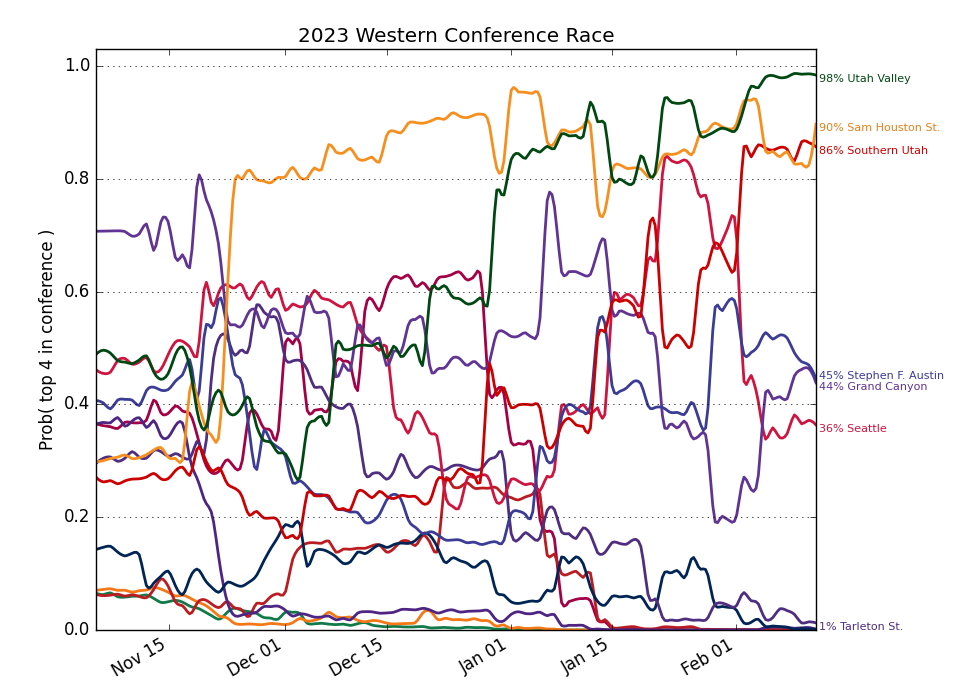 2023 Western Conference Race
Prob( top 4 in conference )
1.0
0.8
0.6
0.4
0.2
0.0
98% Utah Valley
90% Sam Houston St.
86% Southern Utah
45% Stephen F. Austin
44% Grand Canyon
36% Seattle
1% Tarleton St.
Nov 15
Dec 01
Dec 15
Jan 01
Jan 15
Feb 01